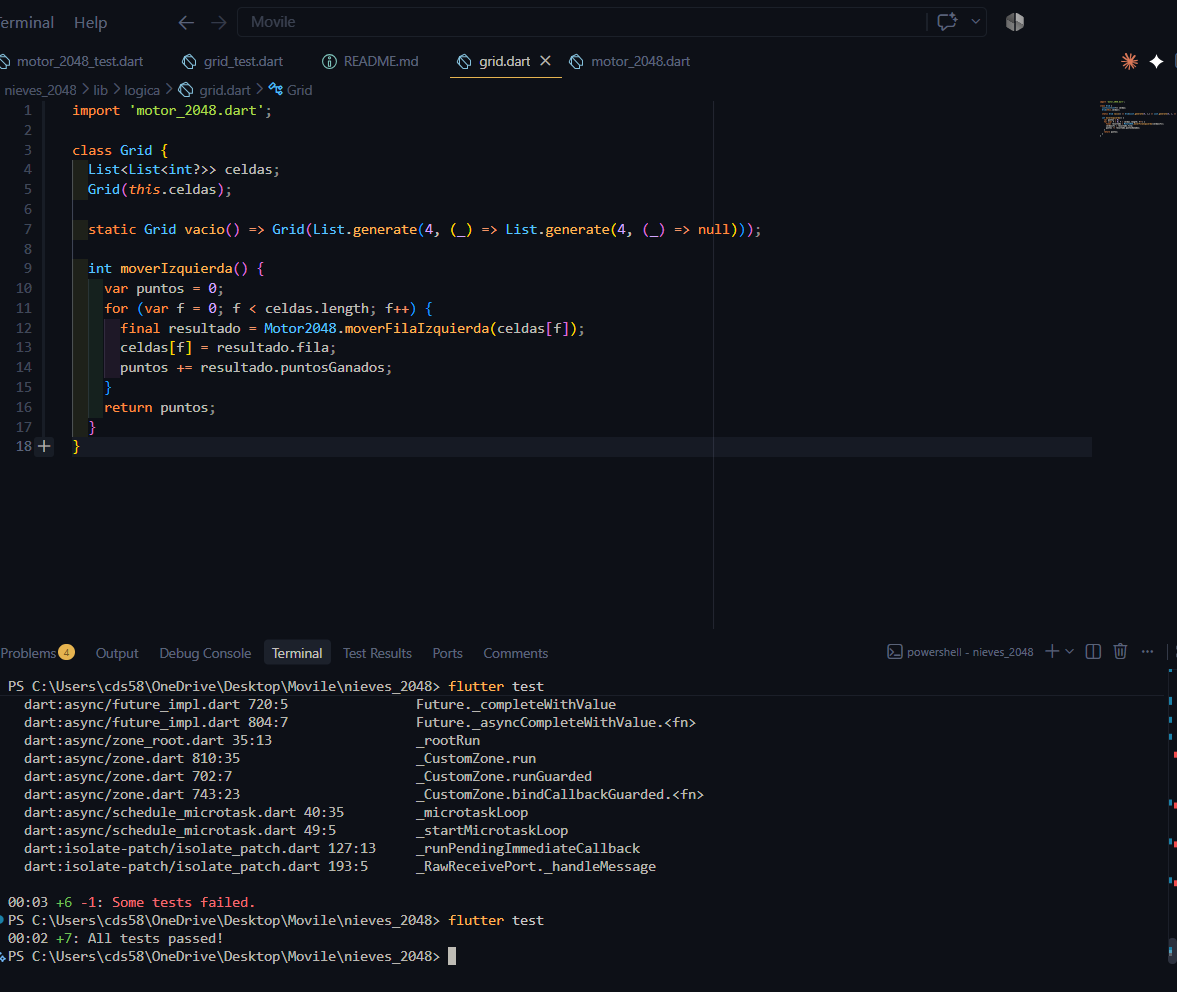 Terminal Help Movile
motor_2048_test.dart grid_test.dart README.md grid.dart motor_2048.dart
nieves_2048 > lib > logica > grid.dart > Grid
1 import 'motor_2048.dart';
2
3 class Grid {
4 List<List<int?>> celdas;
5 Grid(this.celdas);
6
7 static Grid vacio() => Grid(List.generate(4, (_) => List.generate(4, (_) => null)));
8
9 int moverIzquierda() {
10 var puntos = 0;
11 for (var f = 0; f < celdas.length; f++) {
12 final resultado = Motor2048.moverFilaIzquierda(celdas[f]);
13 celdas[f] = resultado.fila;
14 puntos += resultado.puntosGanados;
15 }
16 return puntos;
17 }
18 }
Problems 4 Output Debug Console Terminal Test Results Ports Comments powershell - nieves_2048
PS C:\Users\cds58\OneDrive\Desktop\Movile\nieves_2048> flutter test
dart:async/future_impl.dart 720:5 Future._completeWithValue
dart:async/future_impl.dart 804:7 Future._asyncCompleteWithValue.<fn>
dart:async/zone_root.dart 35:13 _rootRun
dart:async/zone.dart 810:35 _CustomZone.run
dart:async/zone.dart 702:7 _CustomZone.runGuarded
dart:async/zone.dart 743:23 _CustomZone.bindCallbackGuarded.<fn>
dart:async/schedule_microtask.dart 40:35 _microtaskLoop
dart:async/schedule_microtask.dart 49:5 _startMicrotaskLoop
dart:isolate-patch/isolate_patch.dart 127:13 _runPendingImmediateCallback
dart:isolate-patch/isolate_patch.dart 193:5 _RawReceivePort._handleMessage
00:03 +6 -1: Some tests failed.
PS C:\Users\cds58\OneDrive\Desktop\Movile\nieves_2048> flutter test
00:02 +7: All tests passed!
PS C:\Users\cds58\OneDrive\Desktop\Movile\nieves_2048>